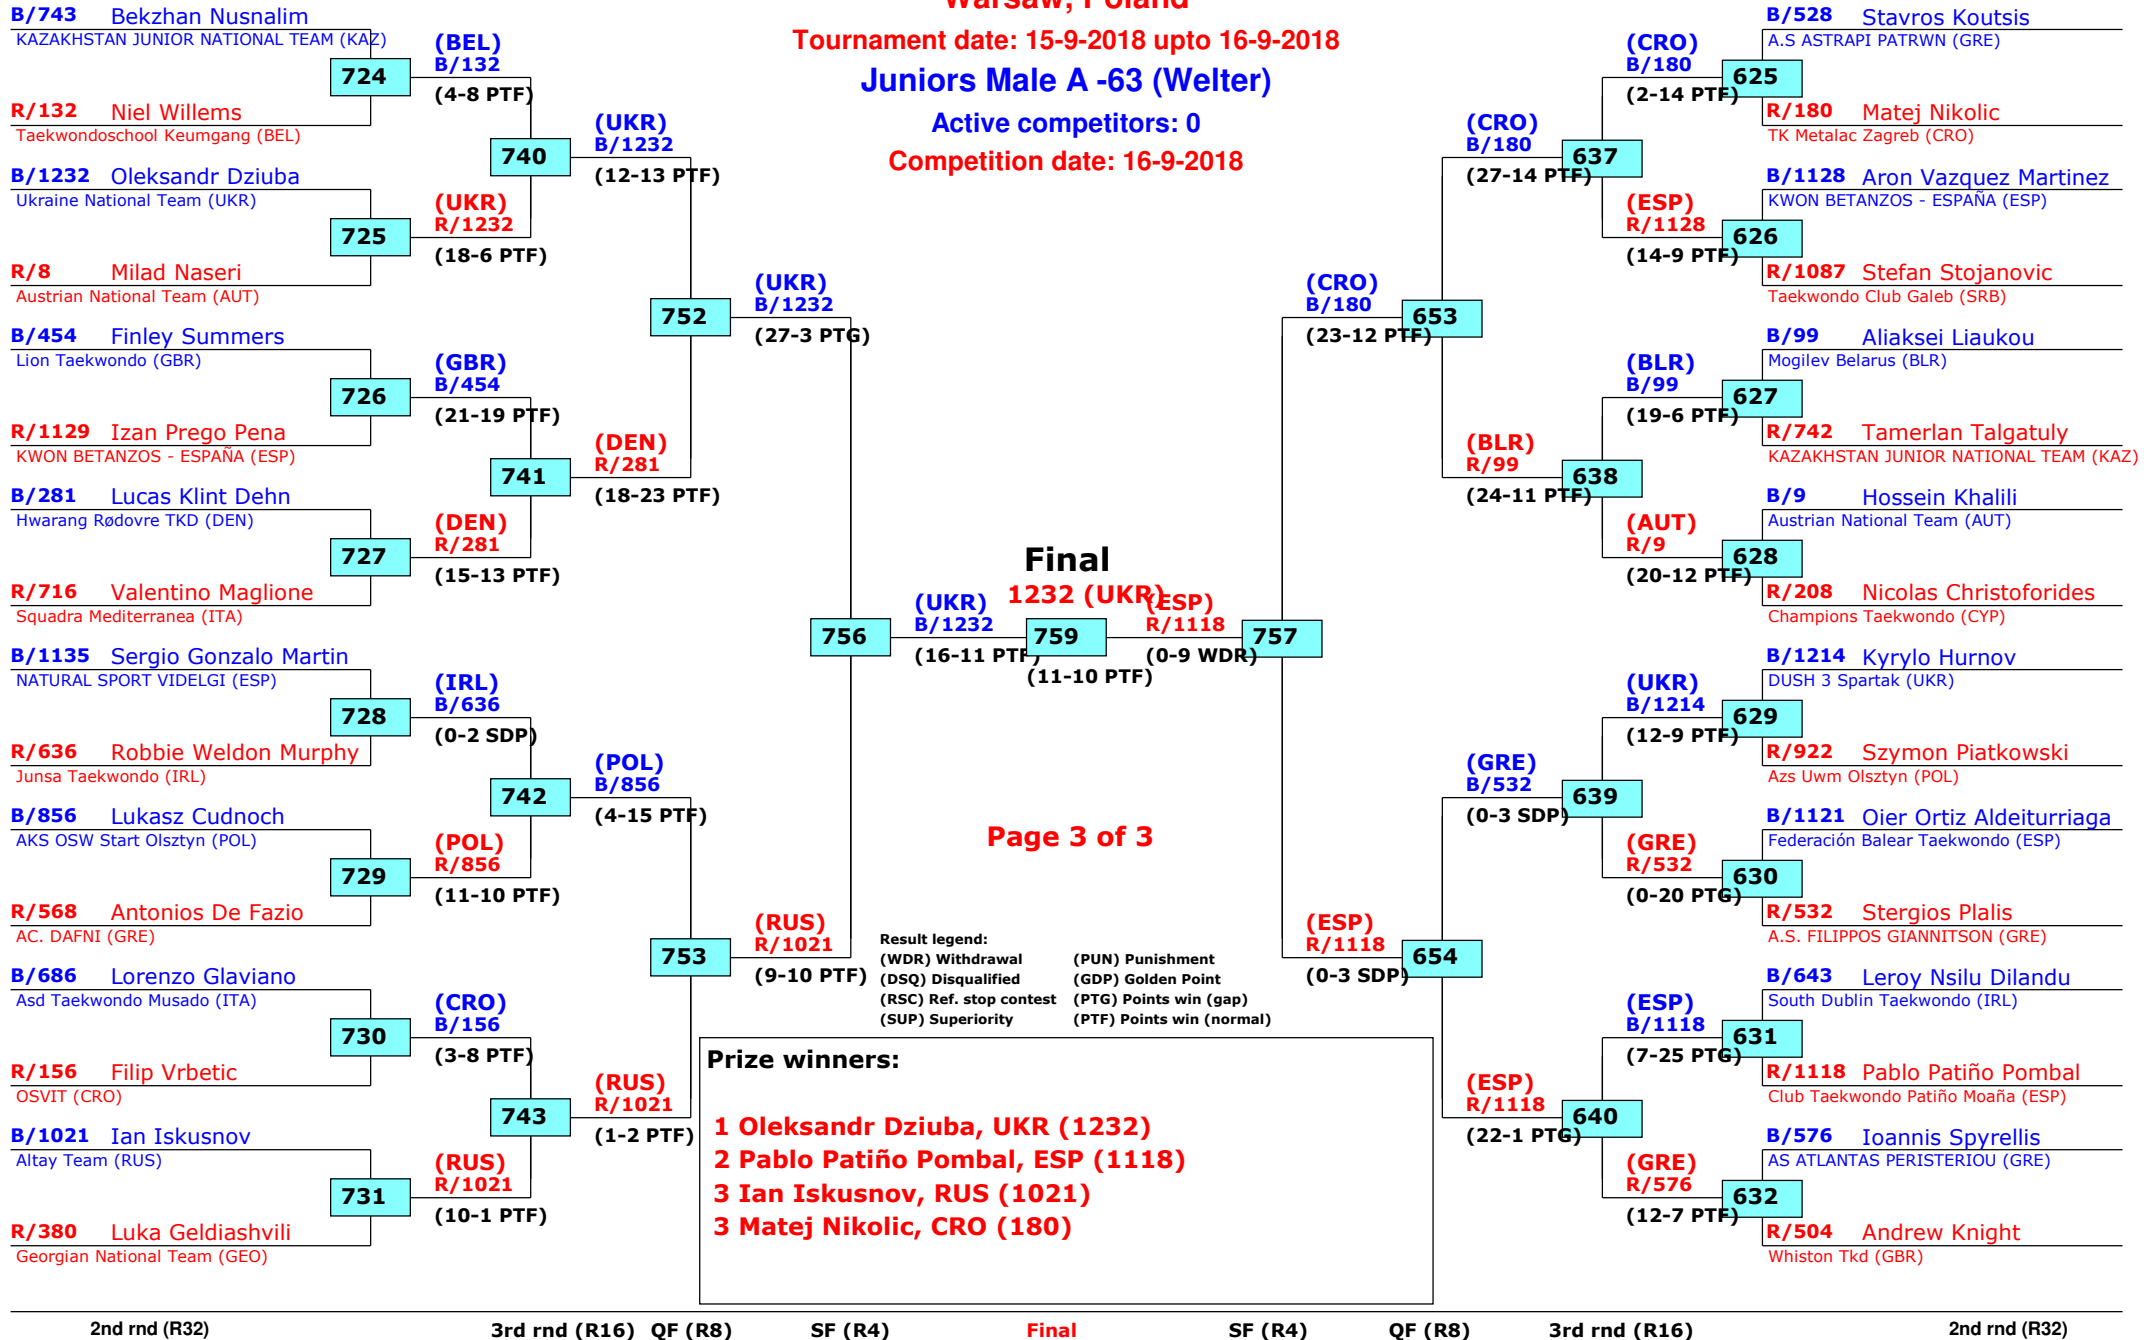 Warsaw, Poland
Tournament date: 15-9-2018 upto 16-9-2018
Juniors Male A -63 (Welter)
Active competitors: 0
Competition date: 16-9-2018
B/743 Bekzhan Nusnalim
KAZAKHSTAN JUNIOR NATIONAL TEAM (KAZ)
724
R/132 Niel Willems
Taekwondoschool Keumgang (BEL)
B/1232 Oleksandr Dziuba
Ukraine National Team (UKR)
725
R/8 Milad Naseri
Austrian National Team (AUT)
B/454 Finley Summers
Lion Taekwondo (GBR)
726
R/1129 Izan Prego Pena
KWON BETANZOS - ESPAÑA (ESP)
B/281 Lucas Klint Dehn
Hwarang Rødovre TKD (DEN)
727
R/716 Valentino Maglione
Squadra Mediterranea (ITA)
B/1135 Sergio Gonzalo Martin
NATURAL SPORT VIDELGI (ESP)
728
R/636 Robbie Weldon Murphy
Junsa Taekwondo (IRL)
B/856 Lukasz Cudnoch
AKS OSW Start Olsztyn (POL)
729
R/568 Antonios De Fazio
AC. DAFNI (GRE)
B/686 Lorenzo Glaviano
Asd Taekwondo Musado (ITA)
730
R/156 Filip Vrbetic
OSVIT (CRO)
B/1021 Ian Iskusnov
Altay Team (RUS)
731
R/380 Luka Geldiashvili
Georgian National Team (GEO)
(BEL)
B/132
(4-8 PTF)
740
(UKR)
R/1232
(18-6 PTF)
(GBR)
B/454
(21-19 PTF)
741
(DEN)
R/281
(15-13 PTF)
(IRL)
B/636
(0-2 SDP)
742
(POL)
R/856
(11-10 PTF)
(CRO)
B/156
(3-8 PTF)
743
(RUS)
R/1021
(10-1 PTF)
(UKR)
B/1232
(12-13 PTF)
752
(DEN)
R/281
(18-23 PTF)
(POL)
B/856
(4-15 PTF)
753
(RUS)
R/1021
(1-2 PTF)
(UKR)
B/1232
(27-3 PTG)
756
(RUS)
R/1021
(9-10 PTF)
Final
1232 (UKR)
(UKR)
B/1232
(16-11 PTF)
759
(11-10 PTF)
(ESP)
R/1118
(0-9 WDR)
757
Page 3 of 3
(CRO)
B/180
(23-12 PTF)
653
(ESP)
R/1118
(0-3 SDP)
654
(CRO)
B/180
(27-14 PTF)
637
(BLR)
R/99
(24-11 PTF)
638
(GRE)
B/532
(0-3 SDP)
639
(ESP)
R/1118
(22-1 PTG)
640
(CRO)
B/180
(2-14 PTF)
625
(ESP)
R/1128
(14-9 PTF)
626
(BLR)
B/99
(19-6 PTF)
627
(AUT)
R/9
(20-12 PTF)
628
(UKR)
B/1214
(12-9 PTF)
629
(GRE)
R/532
(0-20 PTG)
630
(ESP)
B/1118
(7-25 PTG)
631
(GRE)
R/576
(12-7 PTF)
632
B/528 Stavros Koutsis
A.S ASTRAPI PATRWN (GRE)
R/180 Matej Nikolic
TK Metalac Zagreb (CRO)
B/1128 Aron Vazquez Martinez
KWON BETANZOS - ESPAÑA (ESP)
R/1087 Stefan Stojanovic
Taekwondo Club Galeb (SRB)
B/99 Aliaksei Liaukou
Mogilev Belarus (BLR)
R/742 Tamerlan Talgatuly
KAZAKHSTAN JUNIOR NATIONAL TEAM (KAZ)
B/9 Hossein Khalili
Austrian National Team (AUT)
R/208 Nicolas Christoforides
Champions Taekwondo (CYP)
B/1214 Kyrylo Hurnov
DUSH 3 Spartak (UKR)
R/922 Szymon Piatkowski
Azs Uwm Olsztyn (POL)
B/1121 Oier Ortiz Aldeiturriaga
Federación Balear Taekwondo (ESP)
R/532 Stergios Plalis
A.S. FILIPPOS GIANNITSON (GRE)
B/643 Leroy Nsilu Dilandu
South Dublin Taekwondo (IRL)
R/1118 Pablo Patiño Pombal
Club Taekwondo Patiño Moaña (ESP)
B/576 Ioannis Spyrellis
AS ATLANTAS PERISTERIOU (GRE)
R/504 Andrew Knight
Whiston Tkd (GBR)
Result legend:
(WDR) Withdrawal (PUN) Punishment
(DSQ) Disqualified (GDP) Golden Point
(RSC) Ref. stop contest (PTG) Points win (gap)
(SUP) Superiority (PTF) Points win (normal)
Prize winners:
1 Oleksandr Dziuba, UKR (1232)
2 Pablo Patiño Pombal, ESP (1118)
3 Ian Iskusnov, RUS (1021)
3 Matej Nikolic, CRO (180)
2nd rnd (R32) 3rd rnd (R16) QF (R8) SF (R4) Final SF (R4) QF (R8) 3rd rnd (R16) 2nd rnd (R32)